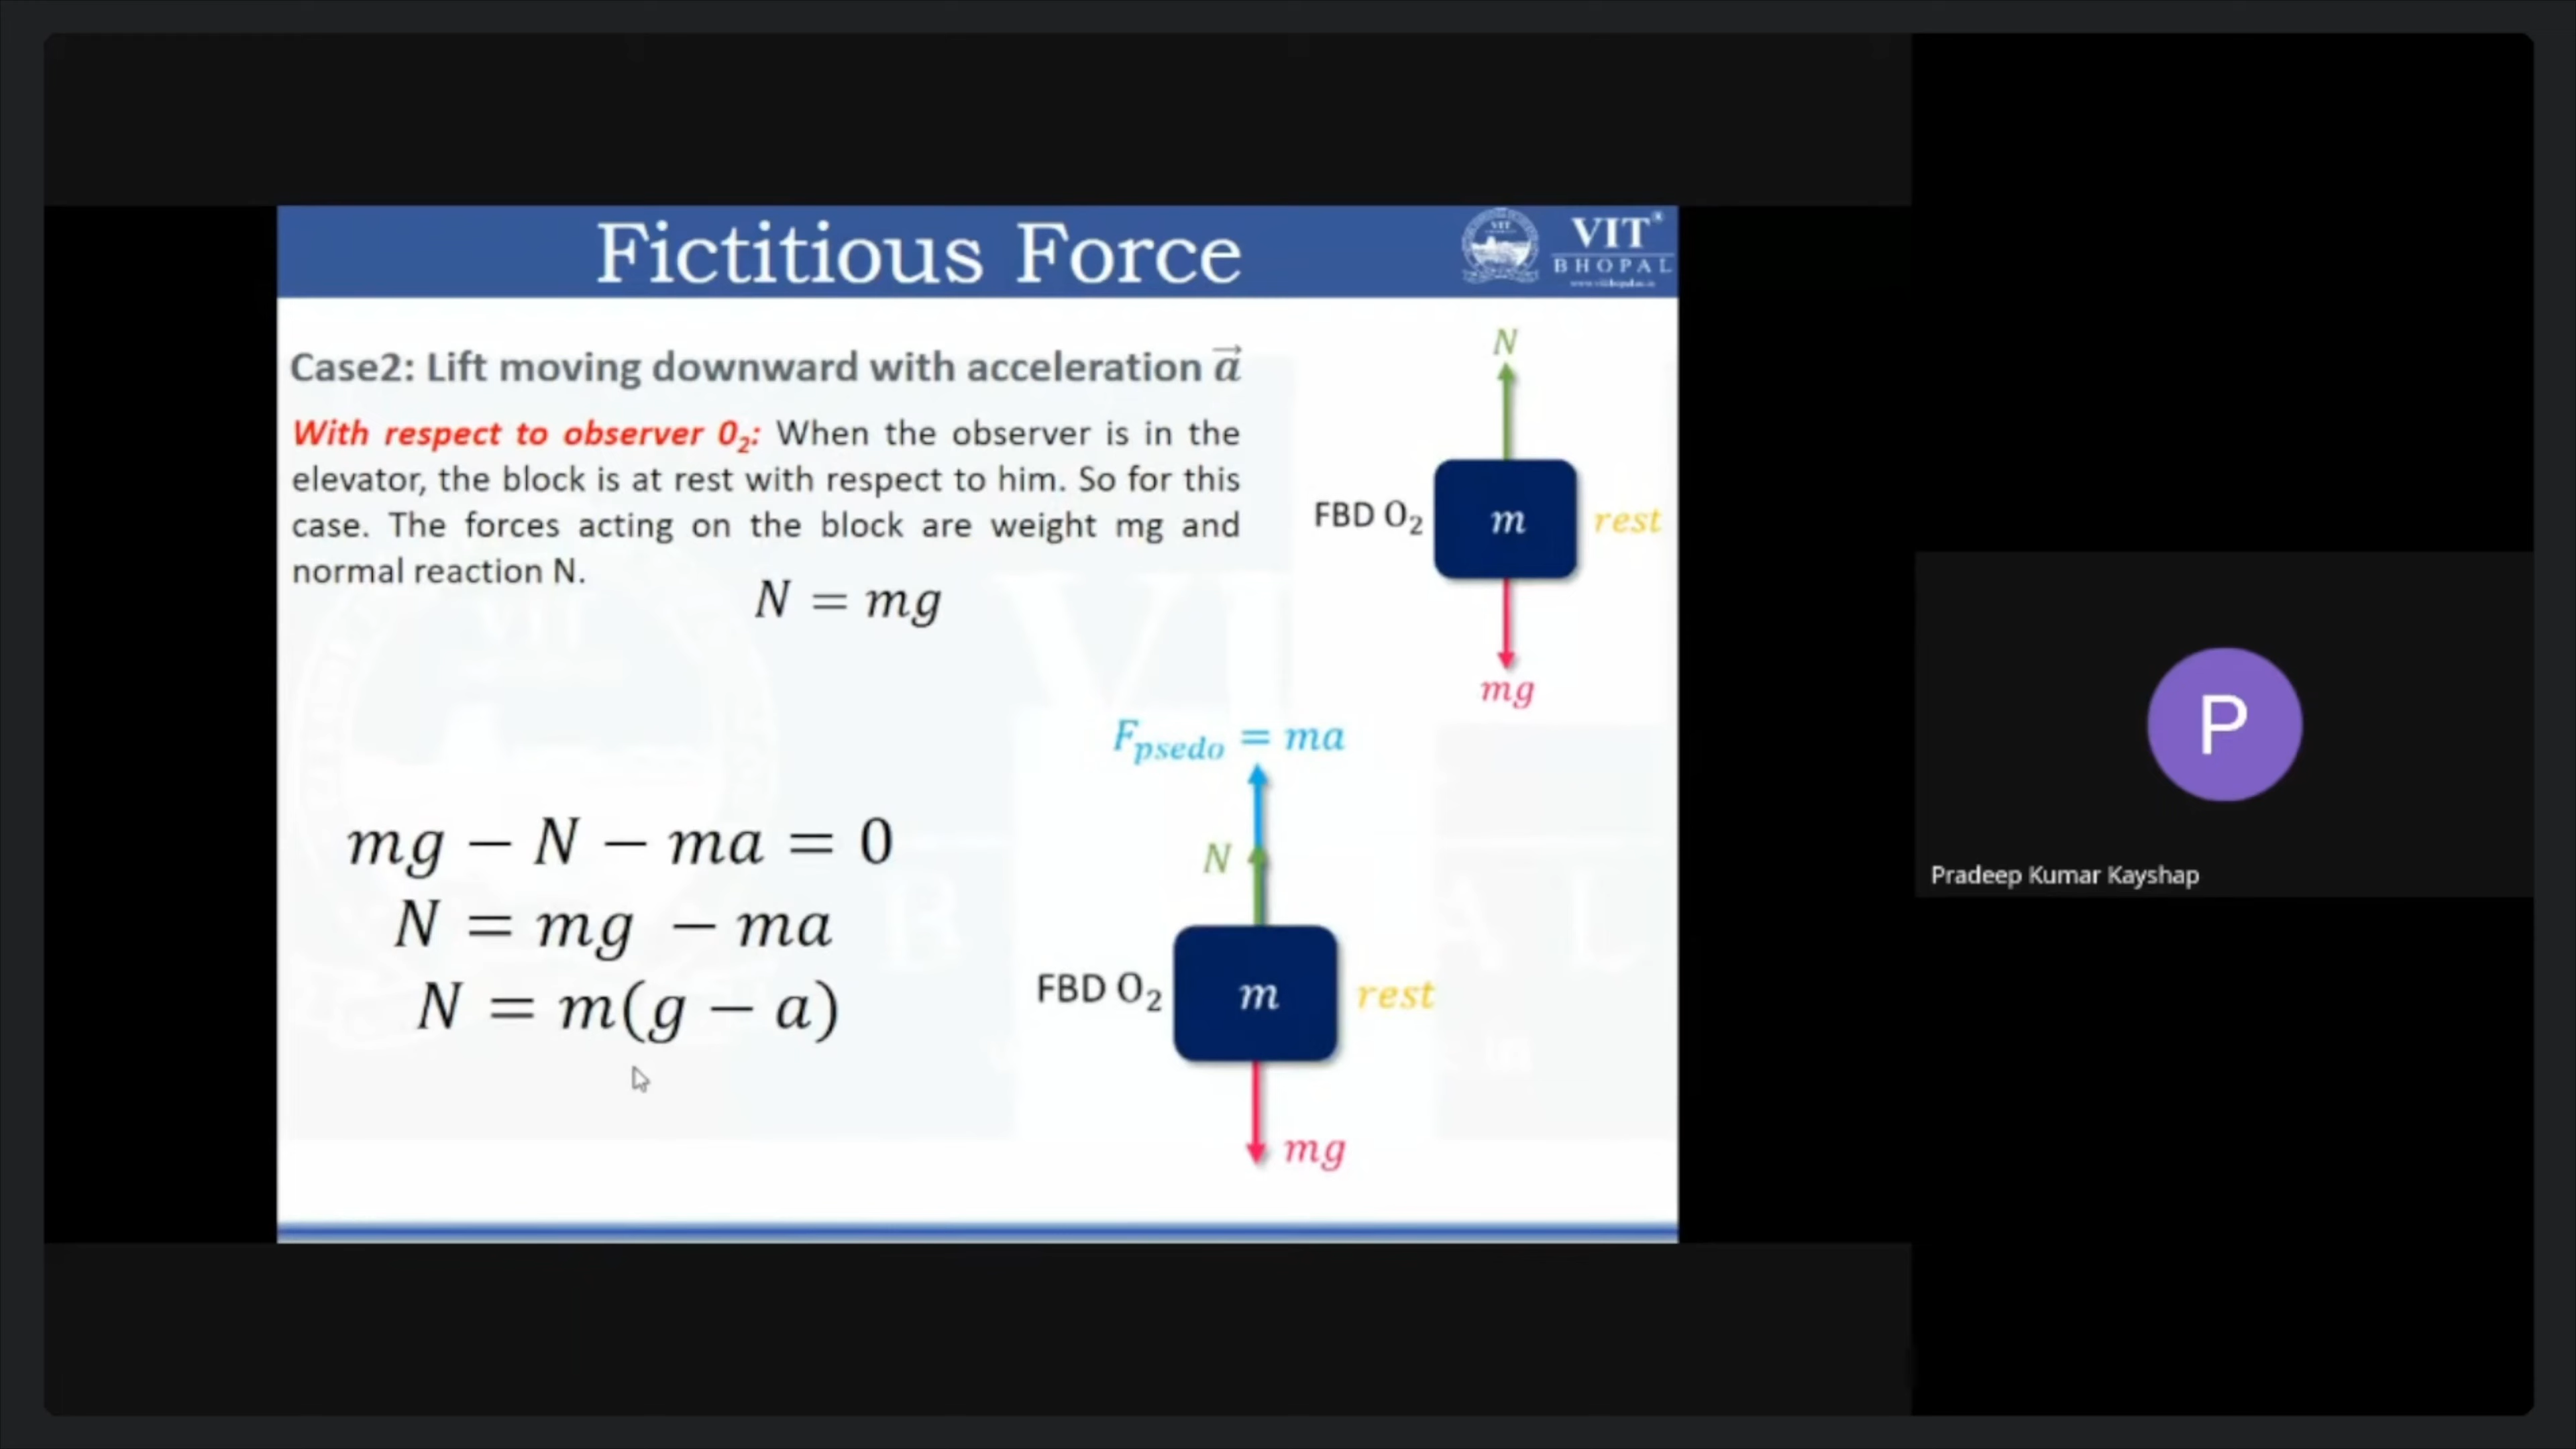 Fictitious Force
VIT®
BHOPAL
Case2: Lift moving downward with acceleration a⃗
With respect to observer 0₂: When the observer is in the
elevator, the block is at rest with respect to him. So for this
case. The forces acting on the block are weight mg and
normal reaction N.
N = mg
N
FBD O₂
m
rest
mg
F_psedo = ma
N
mg − N − ma = 0
N = mg − ma
N = m(g − a)
FBD O₂
m
rest
mg
P
Pradeep Kumar Kayshap